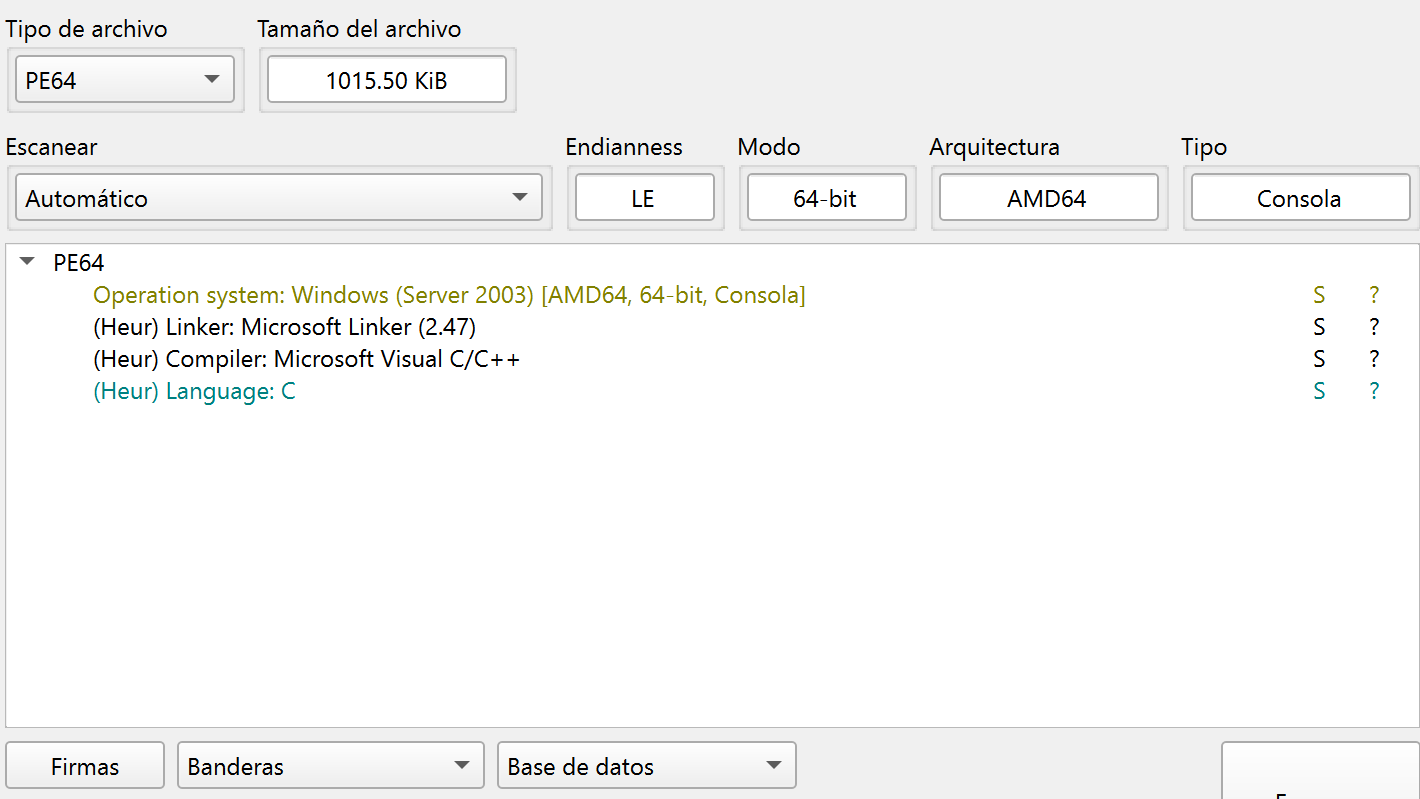 Tipo de archivo Tamaño del archivo
PE64 1015.50 KiB
Escanear Endianness Modo Arquitectura Tipo
Automático LE 64-bit AMD64 Consola
PE64
Operation system: Windows (Server 2003) [AMD64, 64-bit, Consola] S ?
(Heur) Linker: Microsoft Linker (2.47) S ?
(Heur) Compiler: Microsoft Visual C/C++ S ?
(Heur) Language: C S ?
Firmas Banderas Base de datos